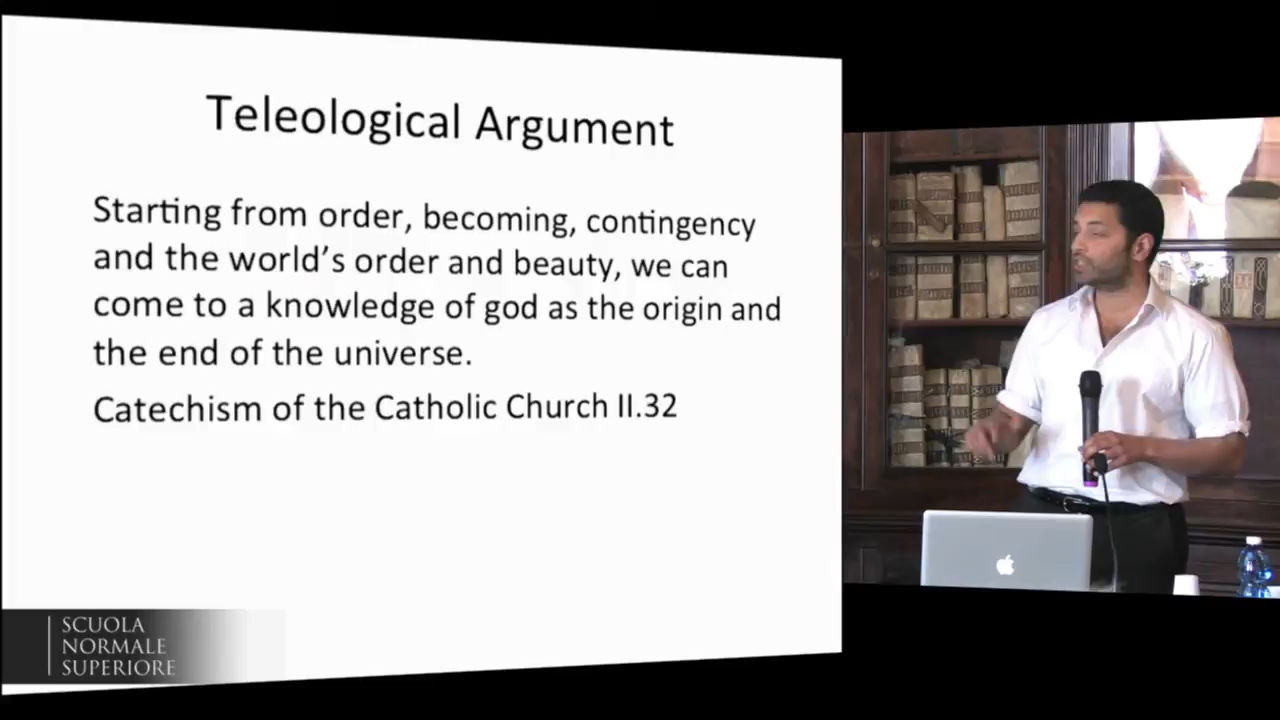 Teleological Argument
Starting from order, becoming, contingency
and the world's order and beauty, we can
come to a knowledge of god as the origin and
the end of the universe.
Catechism of the Catholic Church II.32
SCUOLA
NORMALE
SUPERIORE